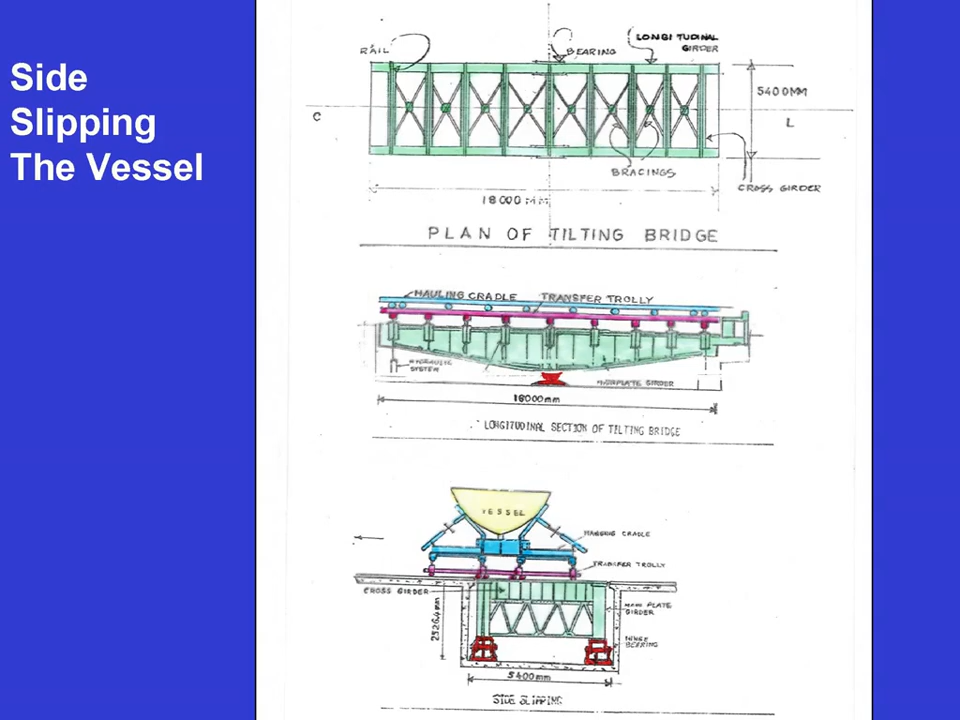 Side
Slipping
The Vessel
RAIL
BEARING
LONGITUDINAL
GIRDER
5400MM
C
L
BRACINGS
CROSS GIRDER
18000 MM
PLAN OF TILTING BRIDGE
HAULING CRADLE
TRANSFER TROLLY
HYDRAULIC
SYSTEM
GIRDER
18000mm
LONGITUDINAL SECTION OF TILTING BRIDGE
VESSEL
HAULING CRADLE
TRANSFER TROLLY
CROSS GIRDER
MAIN PLATE
GIRDER
HINGE
BEARING
5400mm
SIDE SLIPPING